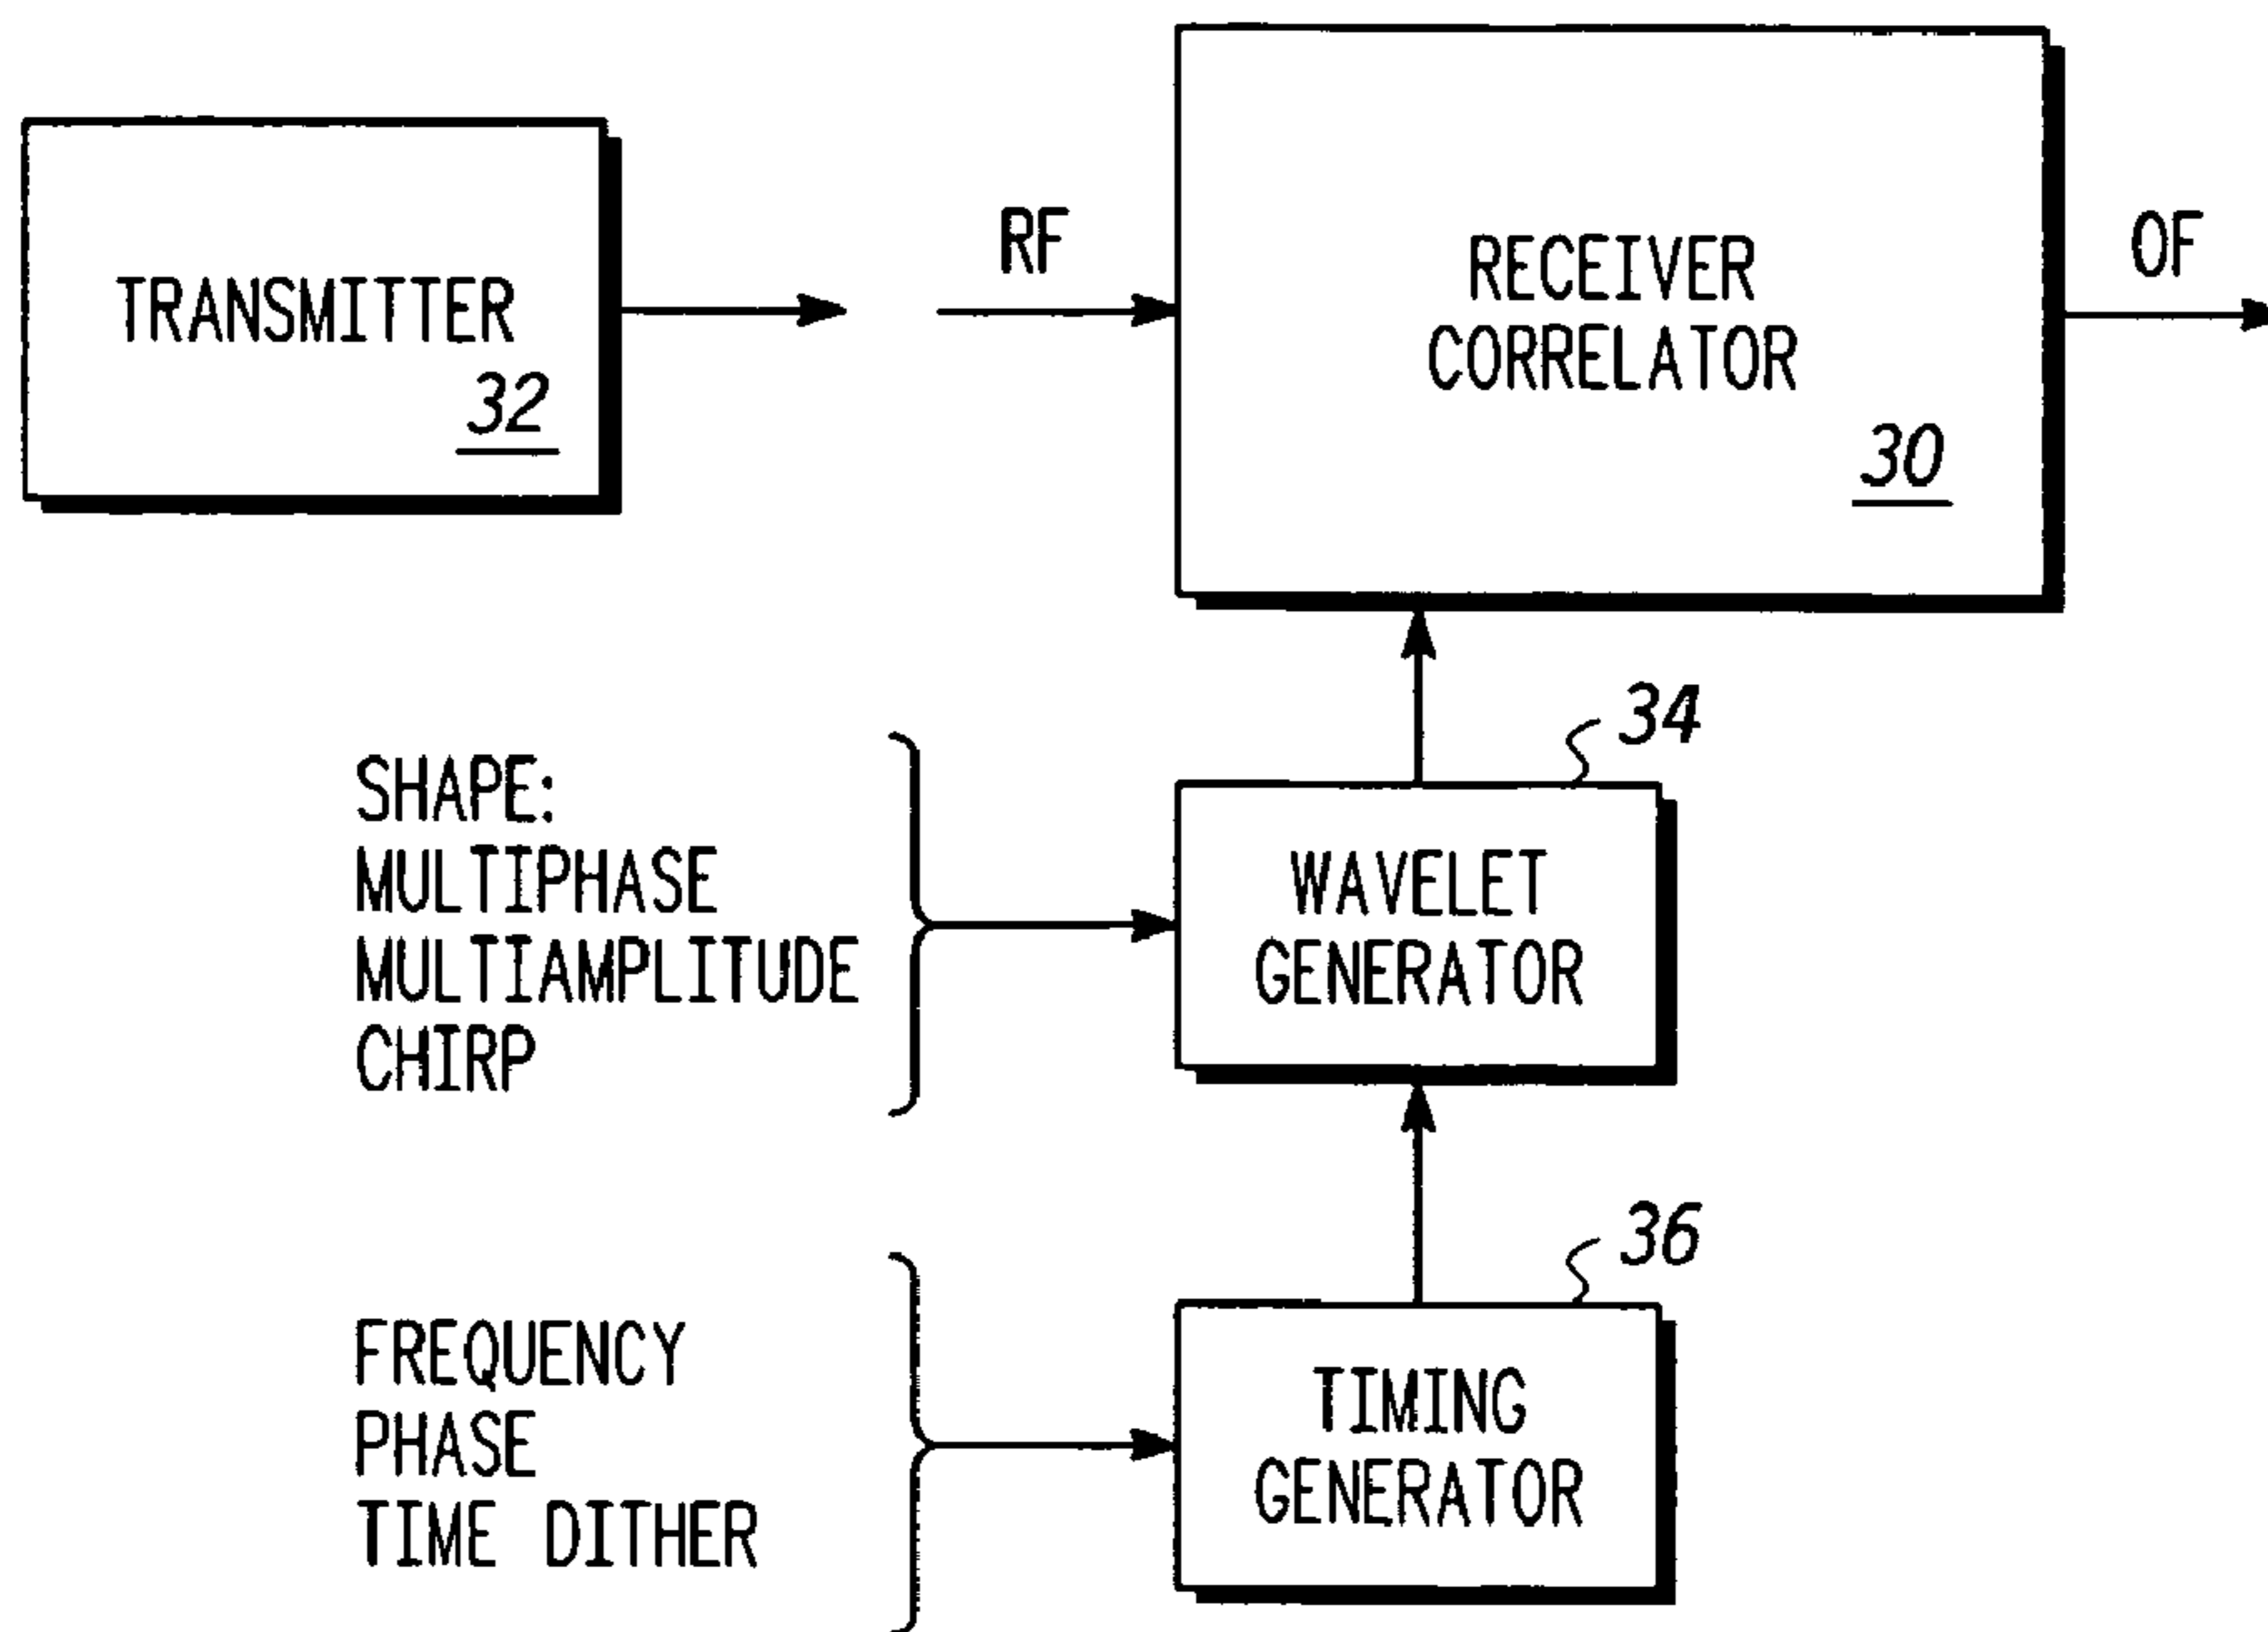 TRANSMITTER
32
RF
RECEIVER
CORRELATOR
30
OF
SHAPE:
MULTIPHASE
MULTIAMPLITUDE
CHIRP
34
WAVELET
GENERATOR
FREQUENCY
PHASE
TIME DITHER
36
TIMING
GENERATOR